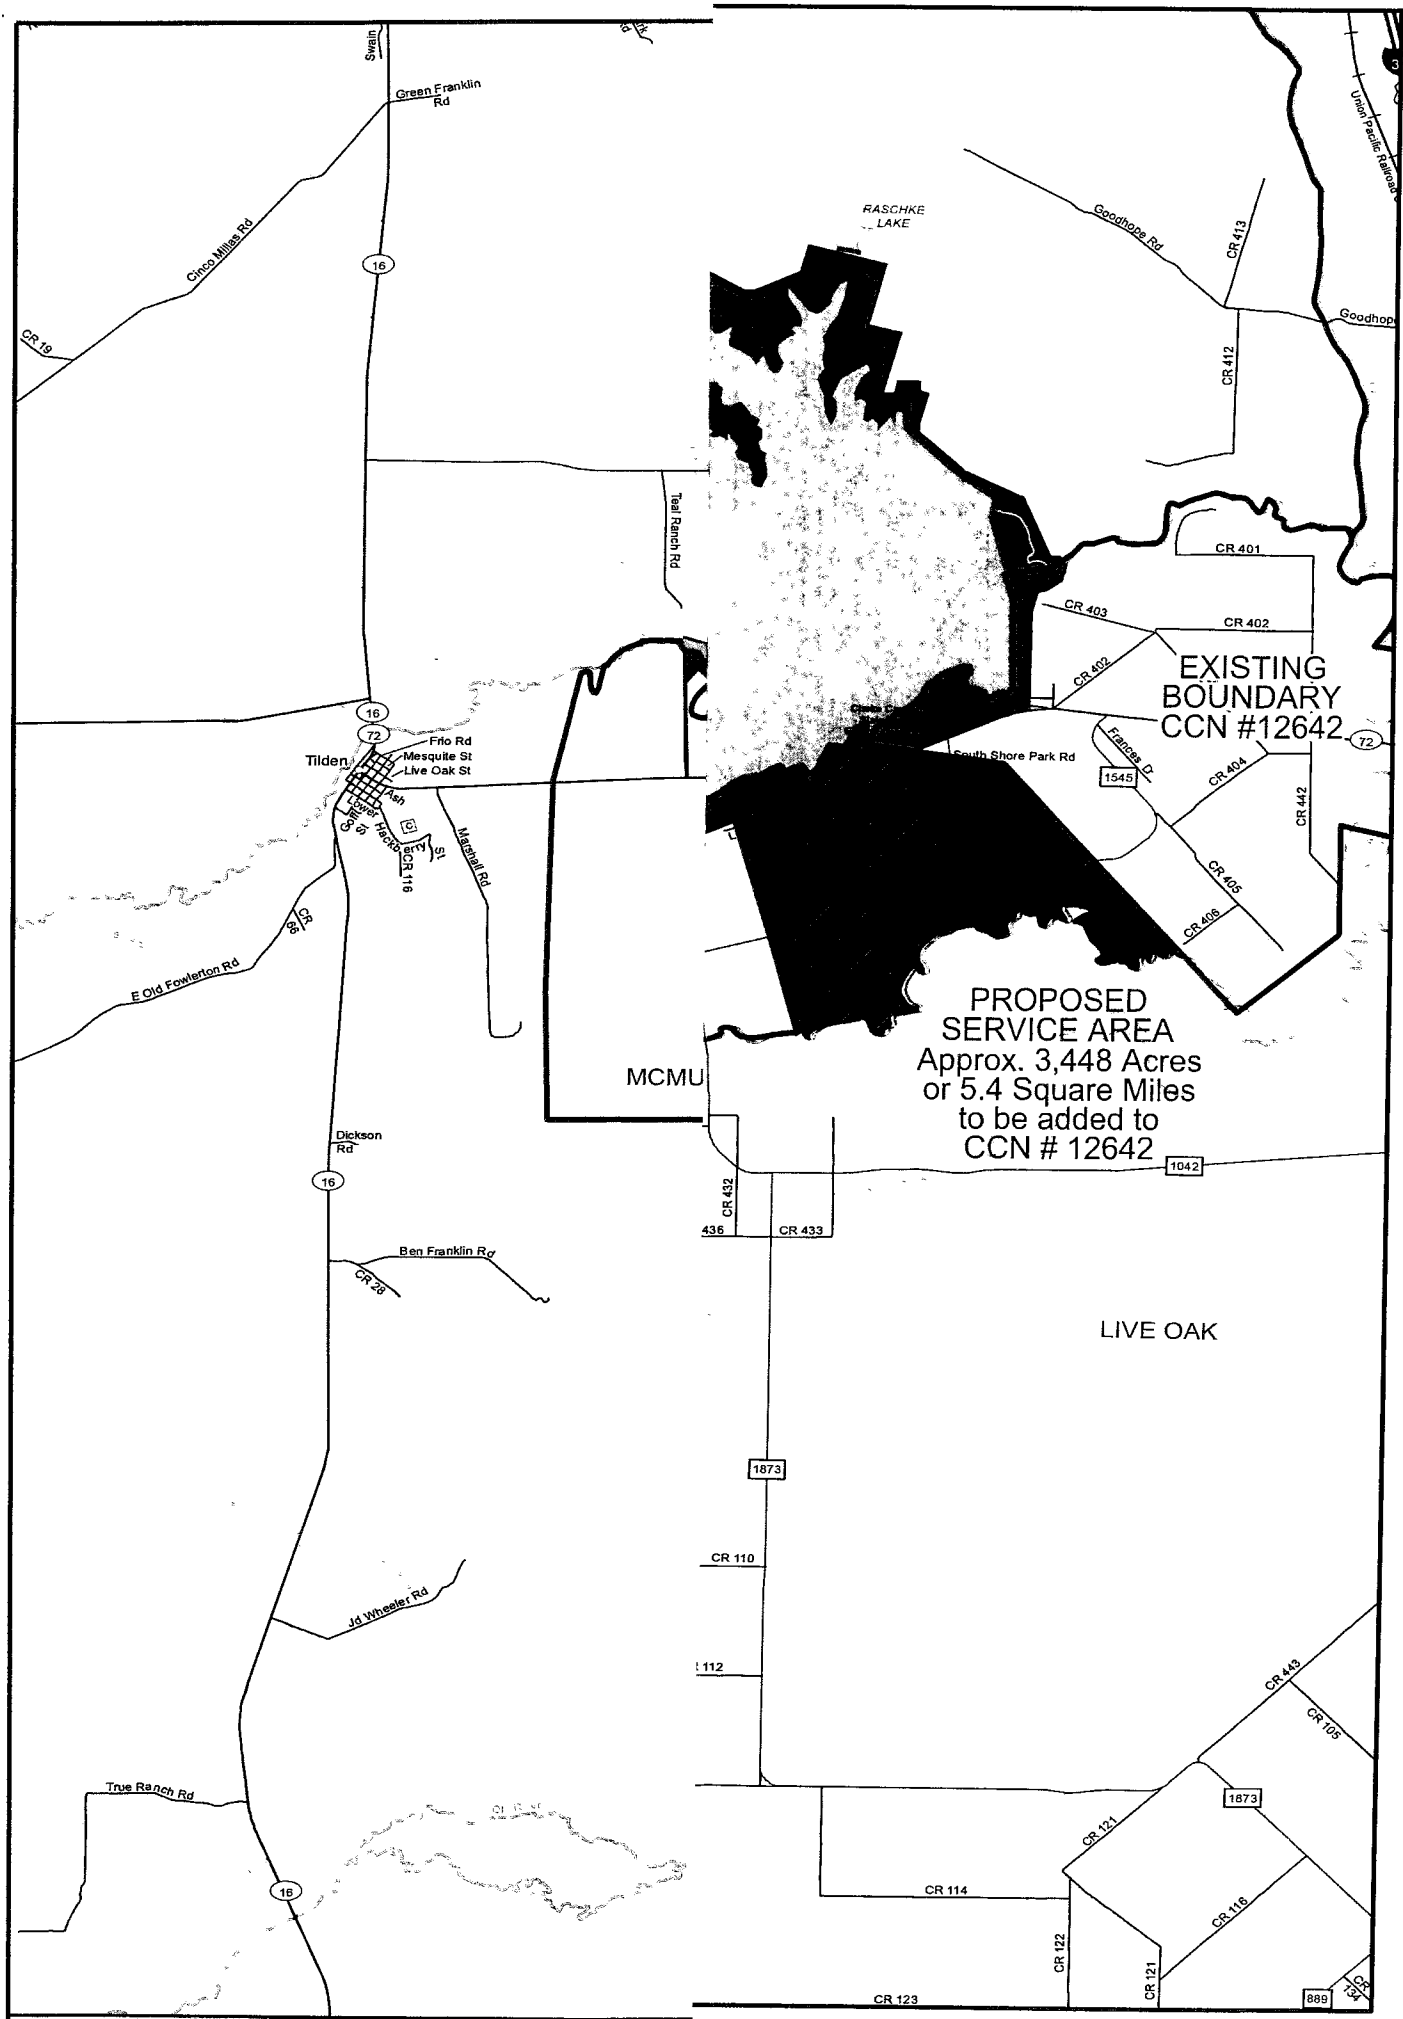 Swain
Green Franklin
Rd
Rd
Cinco Millas Rd
16
CR 19
Teal Ranch Rd
16
72
Tilden
Frio Rd
Mesquite St
Live Oak St
Ash
Lower
Goff
St
Hackberry
St
CR 116
Marshall Rd
CR
66
E Old Fowlerton Rd
MCMU
Dickson
Rd
16
Ben Franklin Rd
CR 28
Jd Wheeler Rd
True Ranch Rd
16
3
Union Pacific Railroad
RASCHKE
LAKE
Goodhope Rd
CR 413
Goodhop
CR 412
CR 401
CR 403
CR 402
CR 402
EXISTING
BOUNDARY
CCN #12642
72
South Shore Park Rd
Frances Dr
1545
CR 404
CR 442
CR 405
CR 406
PROPOSED
SERVICE AREA
Approx. 3,448 Acres
or 5.4 Square Miles
to be added to
CCN # 12642
1042
CR 432
436
CR 433
LIVE OAK
1873
CR 110
112
CR 443
CR 105
1873
CR 121
CR 114
CR 116
CR 122
CR 121
CR
134
889
CR 123